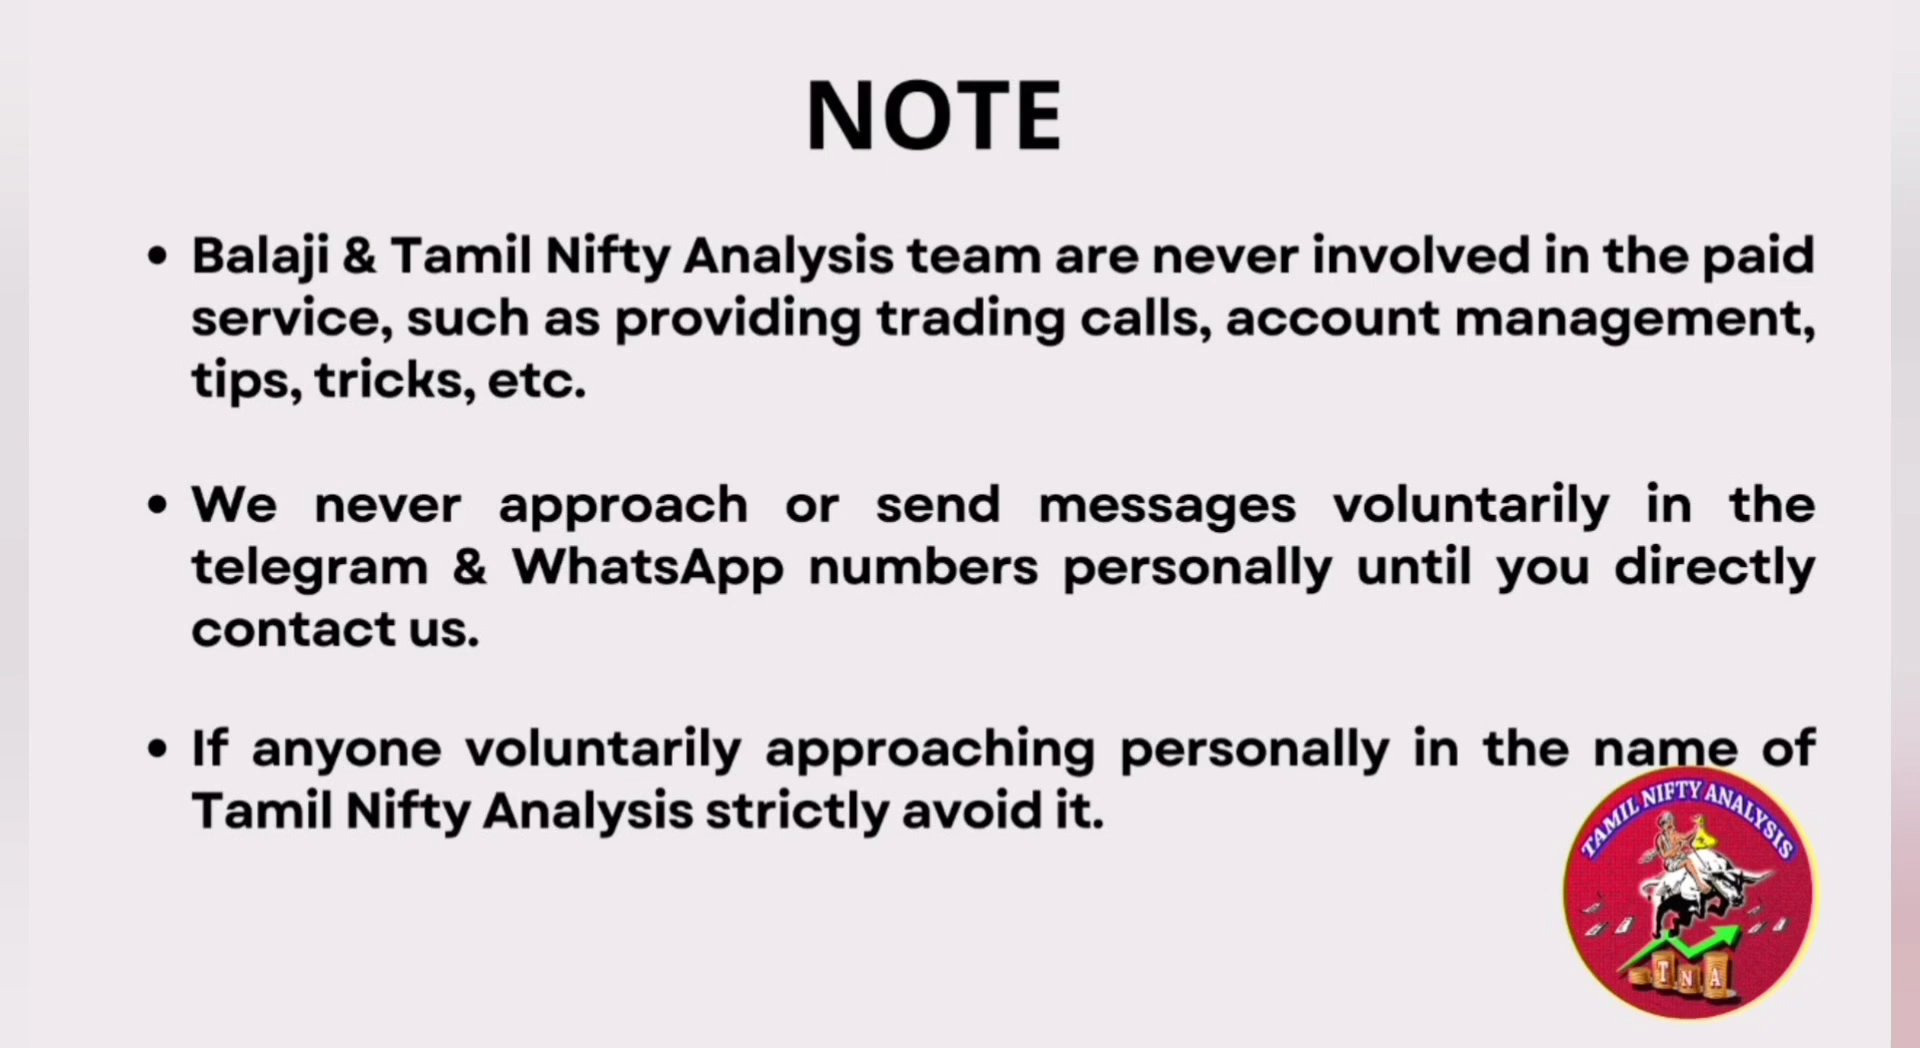 NOTE
• Balaji & Tamil Nifty Analysis team are never involved in the paid
service, such as providing trading calls, account management,
tips, tricks, etc.
• We never approach or send messages voluntarily in the
telegram & WhatsApp numbers personally until you directly
contact us.
• If anyone voluntarily approaching personally in the name of
Tamil Nifty Analysis strictly avoid it.
TAMIL NIFTY ANALYSIS
T N A